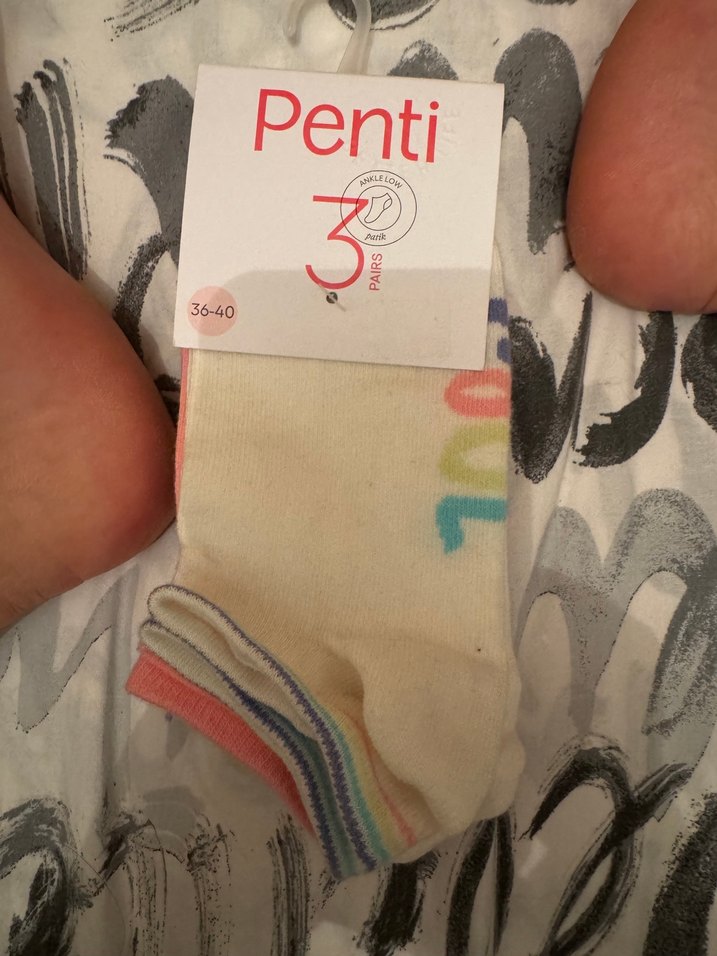 Penti
ANKLE LOW
patik
3
PAIRS
36-40